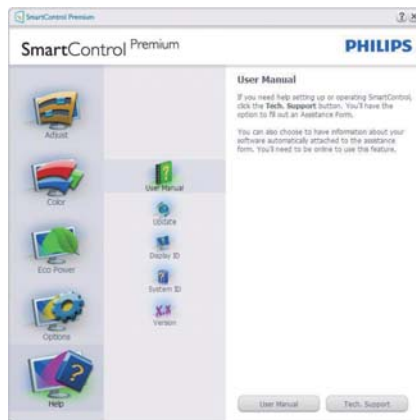 SmartControl Premium
SmartControl Premium
PHILIPS
Adjust
Color
Eco Power
Options
Help
User Manual
Update
Display ID
System ID
Version
User Manual
If you need help setting up or operating SmartControl,
click the Tech. Support button. You'll have the
option to fill out an Assistance Form.
You can also choose to have information about your
software automatically attached to the assistance
form. You'll need to be online to use this feature.
User Manual
Tech. Support